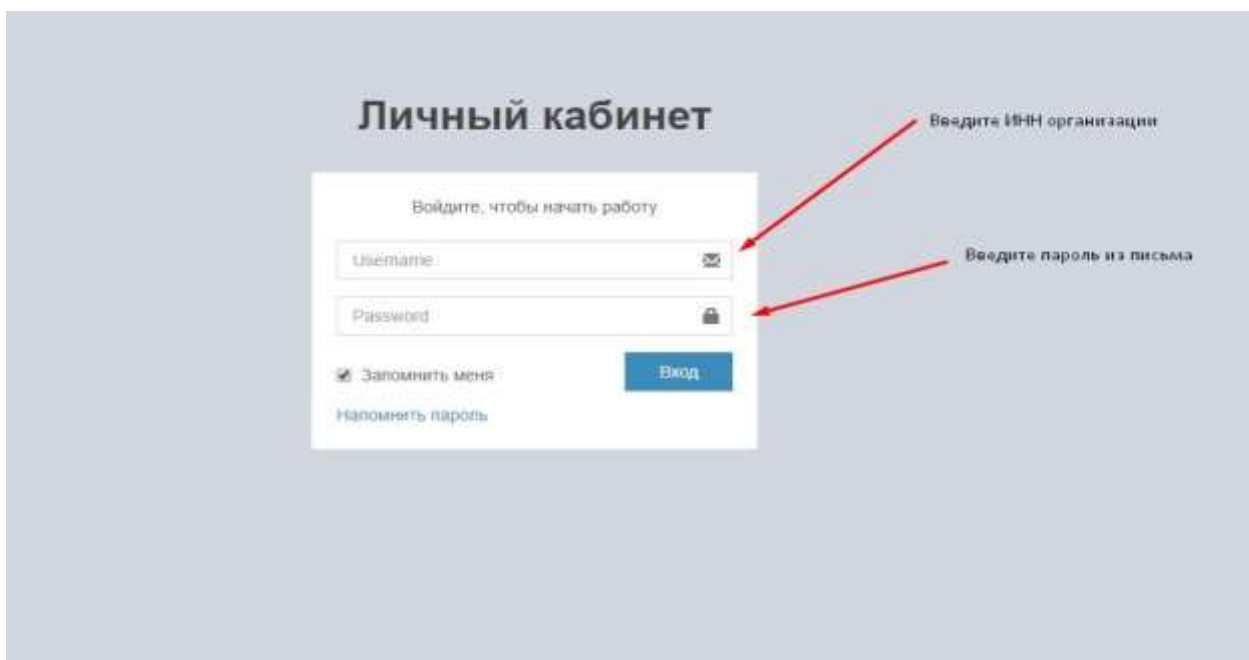 Личный кабинет
Введите ИНН организации
Войдите, чтобы начать работу
Username
Введите пароль из письма
Password
Запомнить меня
Вход
Напомнить пароль